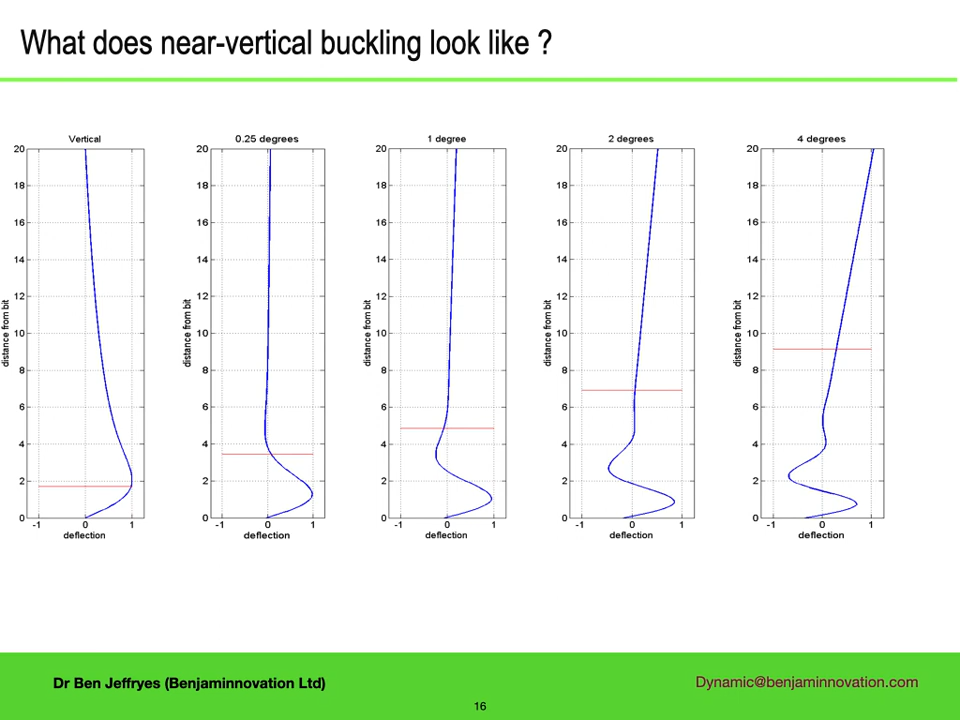 What does near-vertical buckling look like ?
Vertical
20
18
16
14
12
10
8
6
4
2
0
-1 0 1
deflection
distance from bit
0.25 degrees
20
18
16
14
12
10
8
6
4
2
0
-1 0 1
deflection
distance from bit
1 degree
20
18
16
14
12
10
8
6
4
2
0
-1 0 1
deflection
distance from bit
2 degrees
20
18
16
14
12
10
8
6
4
2
0
-1 0 1
deflection
distance from bit
4 degrees
20
18
16
14
12
10
8
6
4
2
0
-1 0 1
deflection
distance from bit
Dr Ben Jeffryes (Benjaminnovation Ltd)
Dynamic@benjaminnovation.com
16